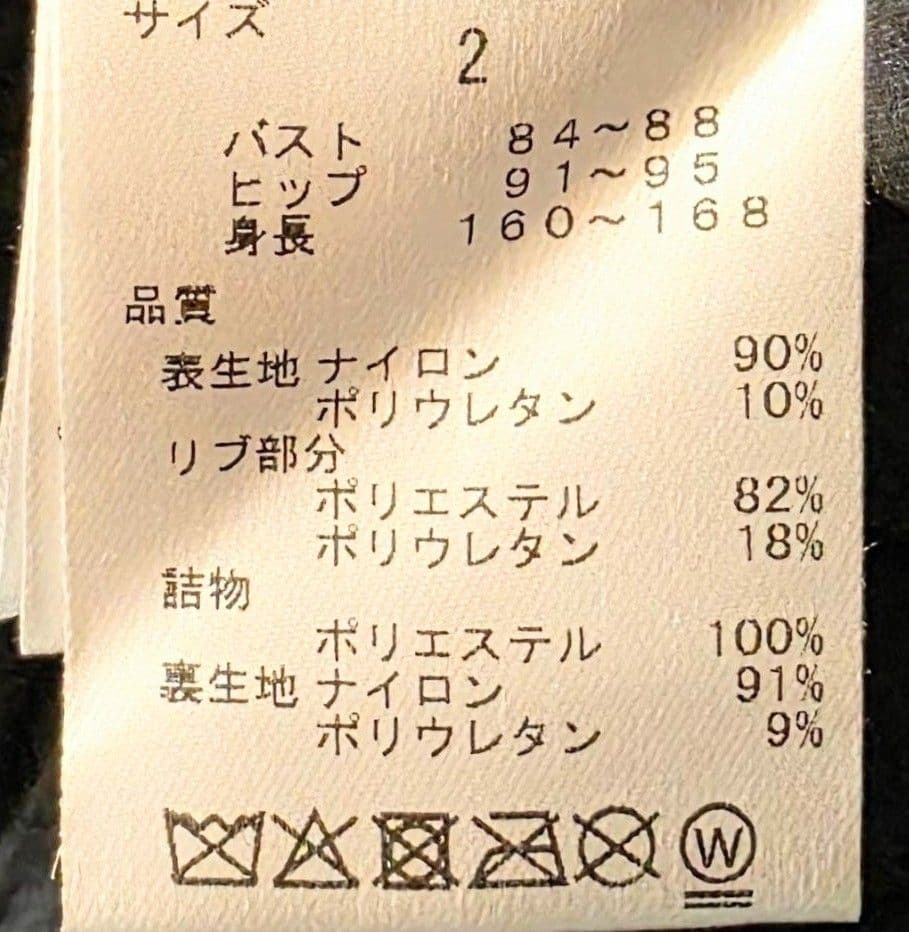 サイズ
2
バスト 84～88
ヒップ 91～95
身長 160～168
品質
表生地 ナイロン 90%
ポリウレタン 10%
リブ部分
ポリエステル 82%
ポリウレタン 18%
詰物
ポリエステル 100%
裏生地 ナイロン 91%
ポリウレタン 9%
W